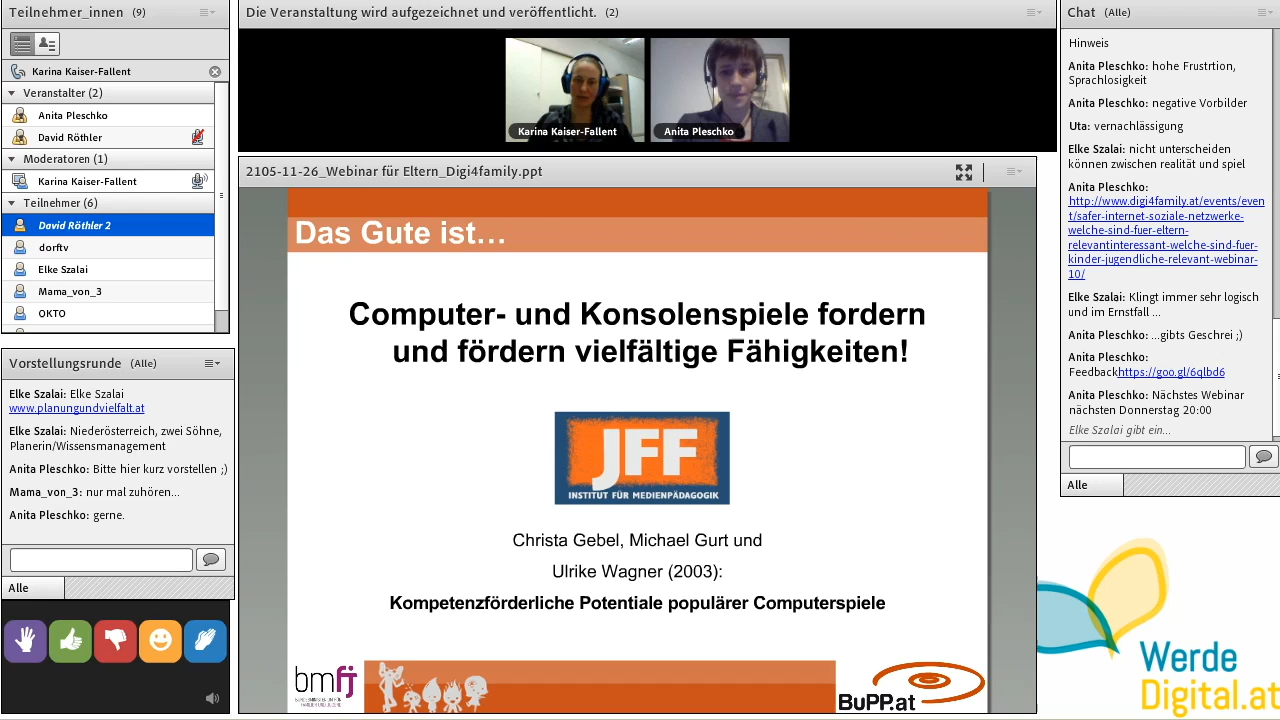 Teilnehmer_innen (9)
Karina Kaiser-Fallent
Veranstalter (2)
Anita Pleschko
David Röthler
Moderatoren (1)
Karina Kaiser-Fallent
Teilnehmer (6)
David Röthler 2
dorftv
Elke Szalai
Mama_von_3
OKTO
Vorstellungsrunde (Alle)
Elke Szalai: Elke Szalai
www.planungundvielfalt.at
Elke Szalai: Niederösterreich, zwei Söhne,
Planerin/Wissensmanagement
Anita Pleschko: Bitte hier kurz vorstellen ;)
Mama_von_3: nur mal zuhören...
Anita Pleschko: gerne.
Alle
Die Veranstaltung wird aufgezeichnet und veröffentlicht. (2)
Karina Kaiser-Fallent
Anita Pleschko
2105-11-26_Webinar für Eltern_Digi4family.ppt
Das Gute ist…
Computer- und Konsolenspiele fordern
und fördern vielfältige Fähigkeiten!
JFF
INSTITUT FÜR MEDIENPÄDAGOGIK
Christa Gebel, Michael Gurt und
Ulrike Wagner (2003):
Kompetenzförderliche Potentiale populärer Computerspiele
bmfj
BuPP.at
Chat (Alle)
Hinweis
Anita Pleschko: hohe Frustrtion,
Sprachlosigkeit
Anita Pleschko: negative Vorbilder
Uta: vernachlässigung
Elke Szalai: nicht unterscheiden
können zwischen realität und spiel
Anita Pleschko:
http://www.digi4family.at/events/even
t/safer-internet-soziale-netzwerke-
welche-sind-fuer-eltern-
relevantinteressant-welche-sind-fuer-
kinder-jugendliche-relevant-webinar-
10/
Elke Szalai: Klingt immer sehr logisch
und im Ernstfall ...
Anita Pleschko: ...gibts Geschrei ;)
Anita Pleschko:
Feedbackhttps://goo.gl/6qlbd6
Anita Pleschko: Nächstes Webinar
nächsten Donnerstag 20:00
Elke Szalai gibt ein...
Alle
Werde
Digital.at